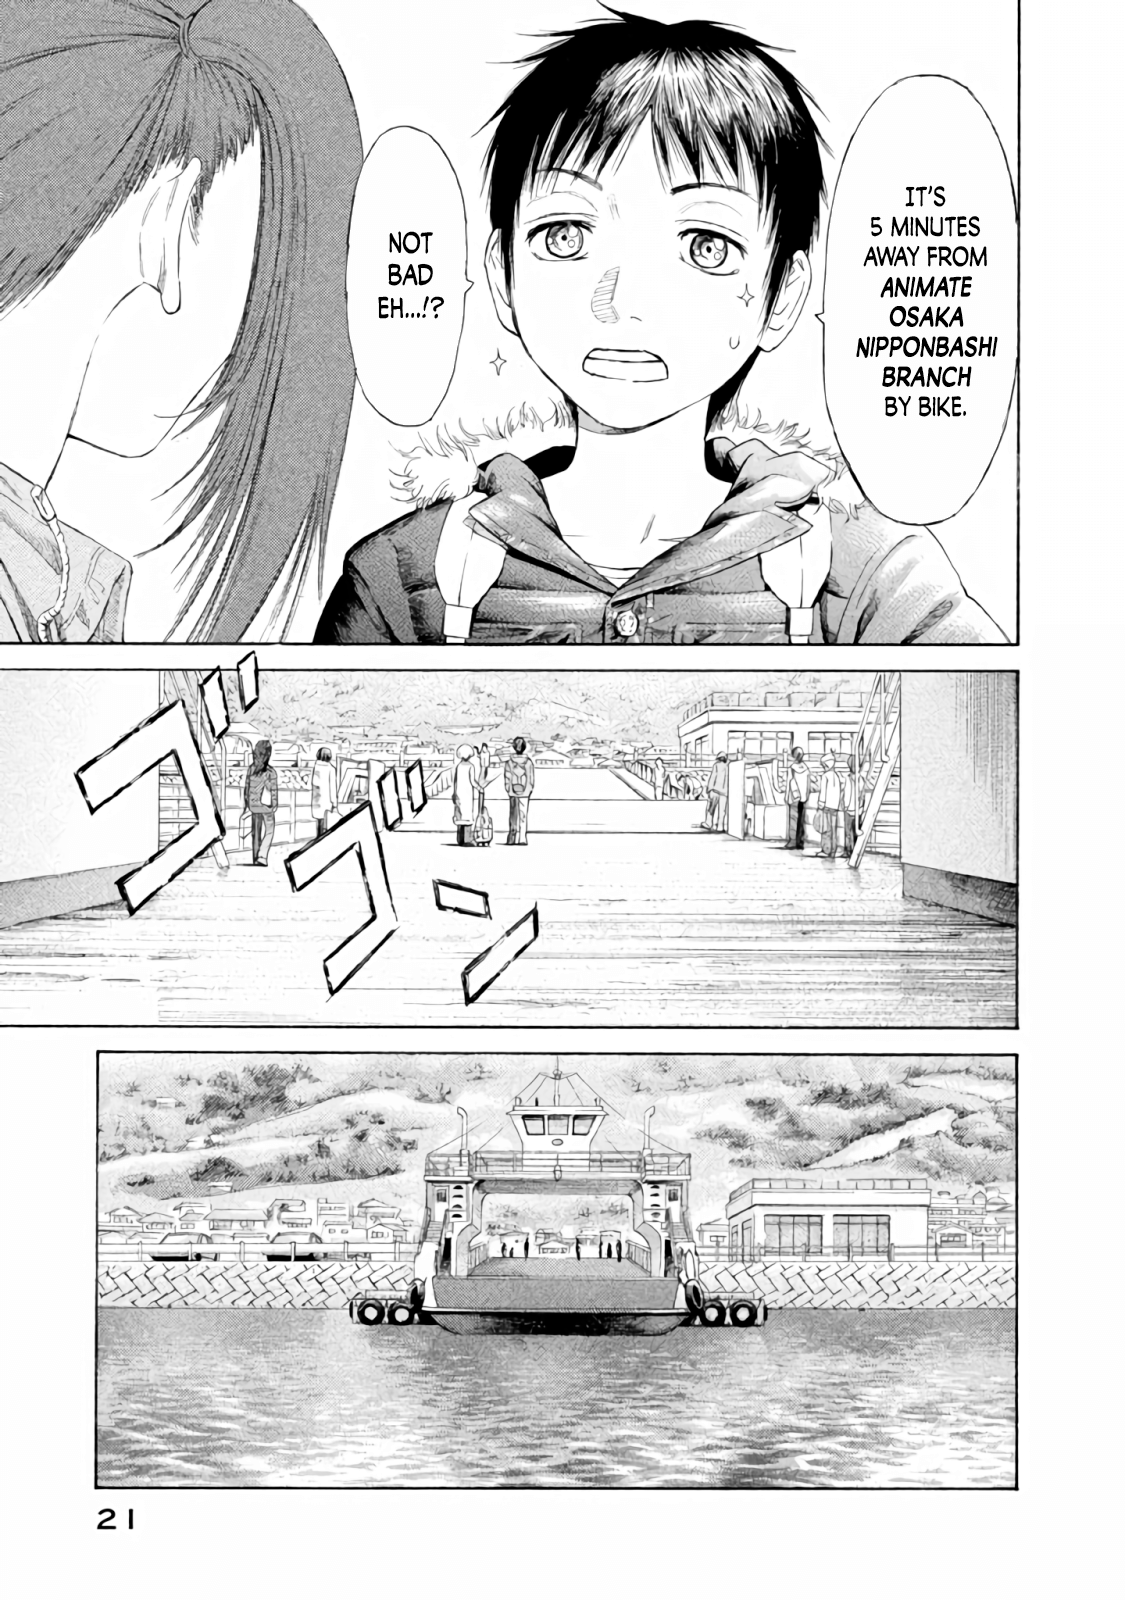 IT'S
5 MINUTES
AWAY FROM
ANIMATE
OSAKA
NIPPONBASHI
BRANCH
BY BIKE.
NOT
BAD
EH...!?
ゴゴン
21